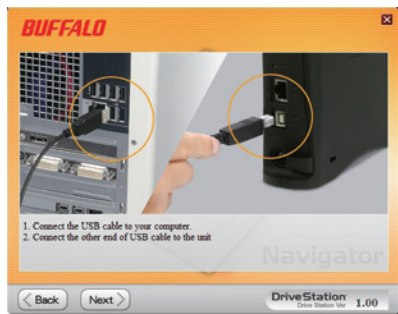 BUFFALO
1. Connect the USB cable to your computer.
2. Connect the other end of USB cable to the unit
Navigator
Back
Next
DriveStation
Drive Station Ver 1.00